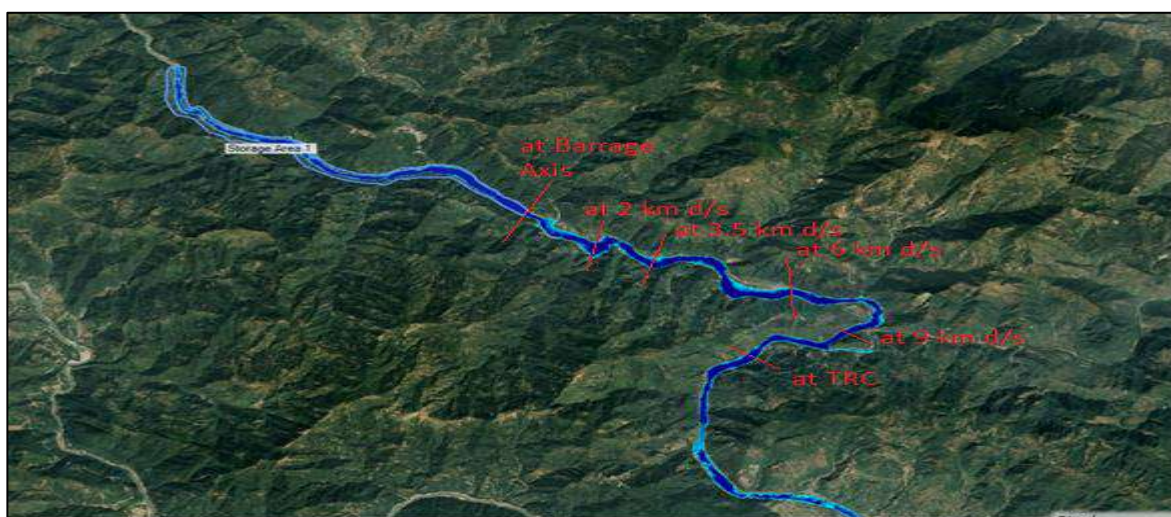 Storage Area 1
at Barrage
Axis
at 2 km d/s
at 3.5 km d/s
at 6 km d/s
at 9 km d/s
at TRC